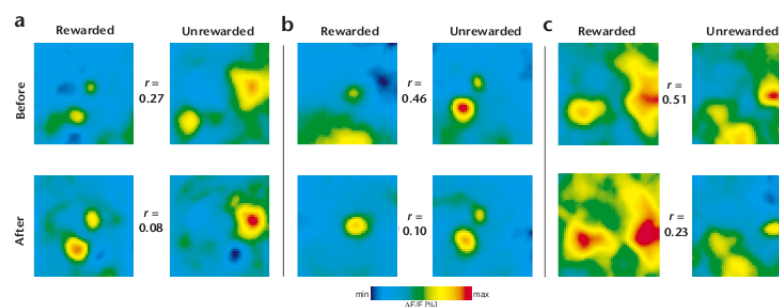 a
Rewarded
Unrewarded
b
Rewarded
Unrewarded
c
Rewarded
Unrewarded
Before
r =
0.27
r =
0.46
r =
0.51
After
r =
0.08
r =
0.10
r =
0.23
min
max
ΔF/F [%]